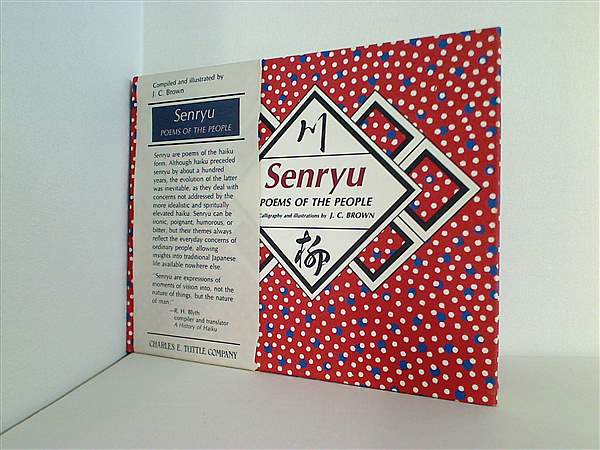 Compiled and illustrated by
J. C. Brown
Senryu
POEMS OF THE PEOPLE
Senryu are poems of the haiku
form. Although haiku preceded
senryu by about a hundred
years, the evolution of the latter
was inevitable, as they deal with
concerns not addressed by the
more idealistic and spiritually
elevated haiku. Senryu can be
ironic, poignant, humorous, or
bitter, but their themes always
reflect the everyday concerns of
ordinary people, allowing
insights into traditional Japanese
life available nowhere else.
"Senryu are expressions of
moments of vision into, not the
nature of things, but the nature
of man."
—R. H. Blyth
compiler and translator
A History of Haiku
CHARLES E. TUTTLE COMPANY
川
Senryu
POEMS OF THE PEOPLE
Calligraphy and illustrations by J. C. BROWN
柳